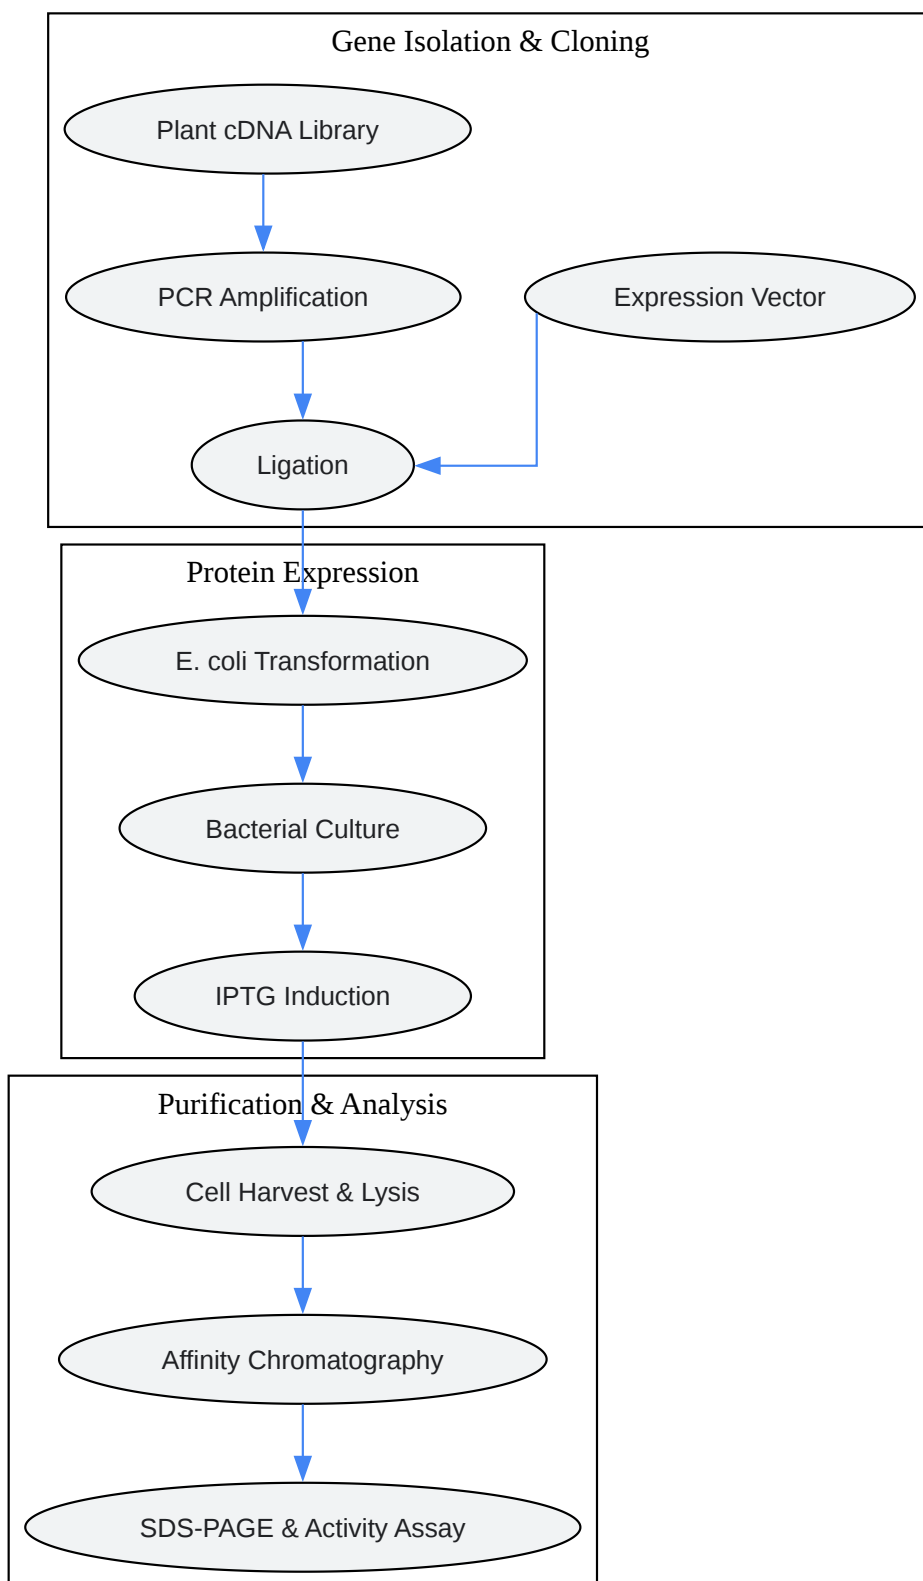 Gene Isolation & Cloning
Plant cDNA Library
PCR Amplification
Expression Vector
Ligation
Protein Expression
E. coli Transformation
Bacterial Culture
IPTG Induction
Purification & Analysis
Cell Harvest & Lysis
Affinity Chromatography
SDS-PAGE & Activity Assay